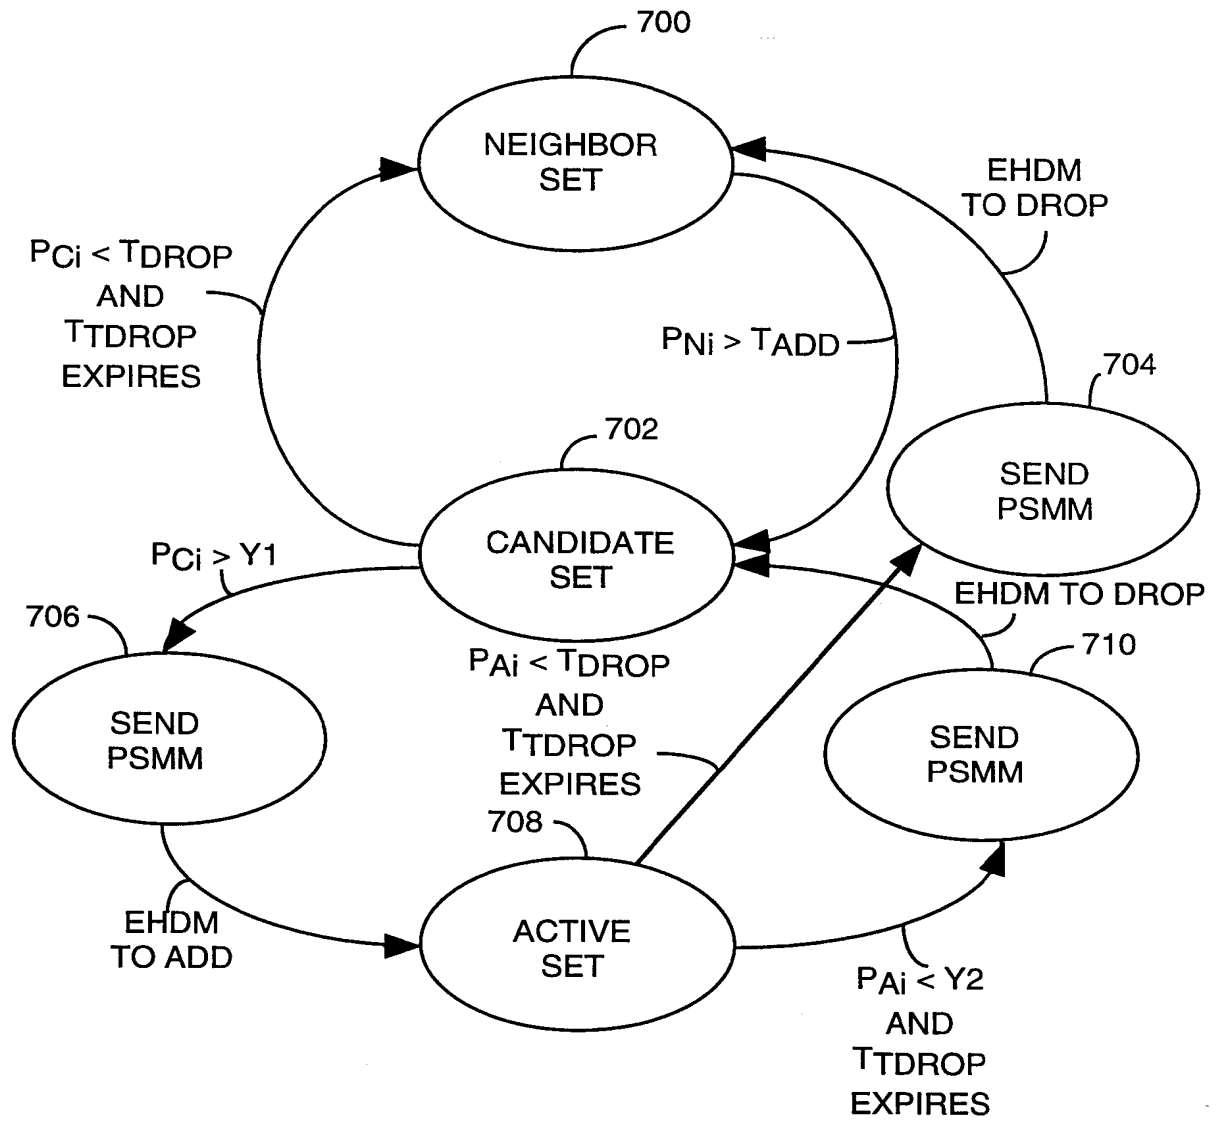 700
NEIGHBOR
SET
EHDM
TO DROP
PCi < TDROP
AND
TTDROP
EXPIRES
PNi > TADD
704
702
SEND
PSMM
CANDIDATE
SET
PCi > Y1
EHDM TO DROP
706
710
PAi < TDROP
AND
TTDROP
EXPIRES
SEND
PSMM
SEND
PSMM
708
EHDM
TO ADD
ACTIVE
SET
PAi < Y2
AND
TTDROP
EXPIRES